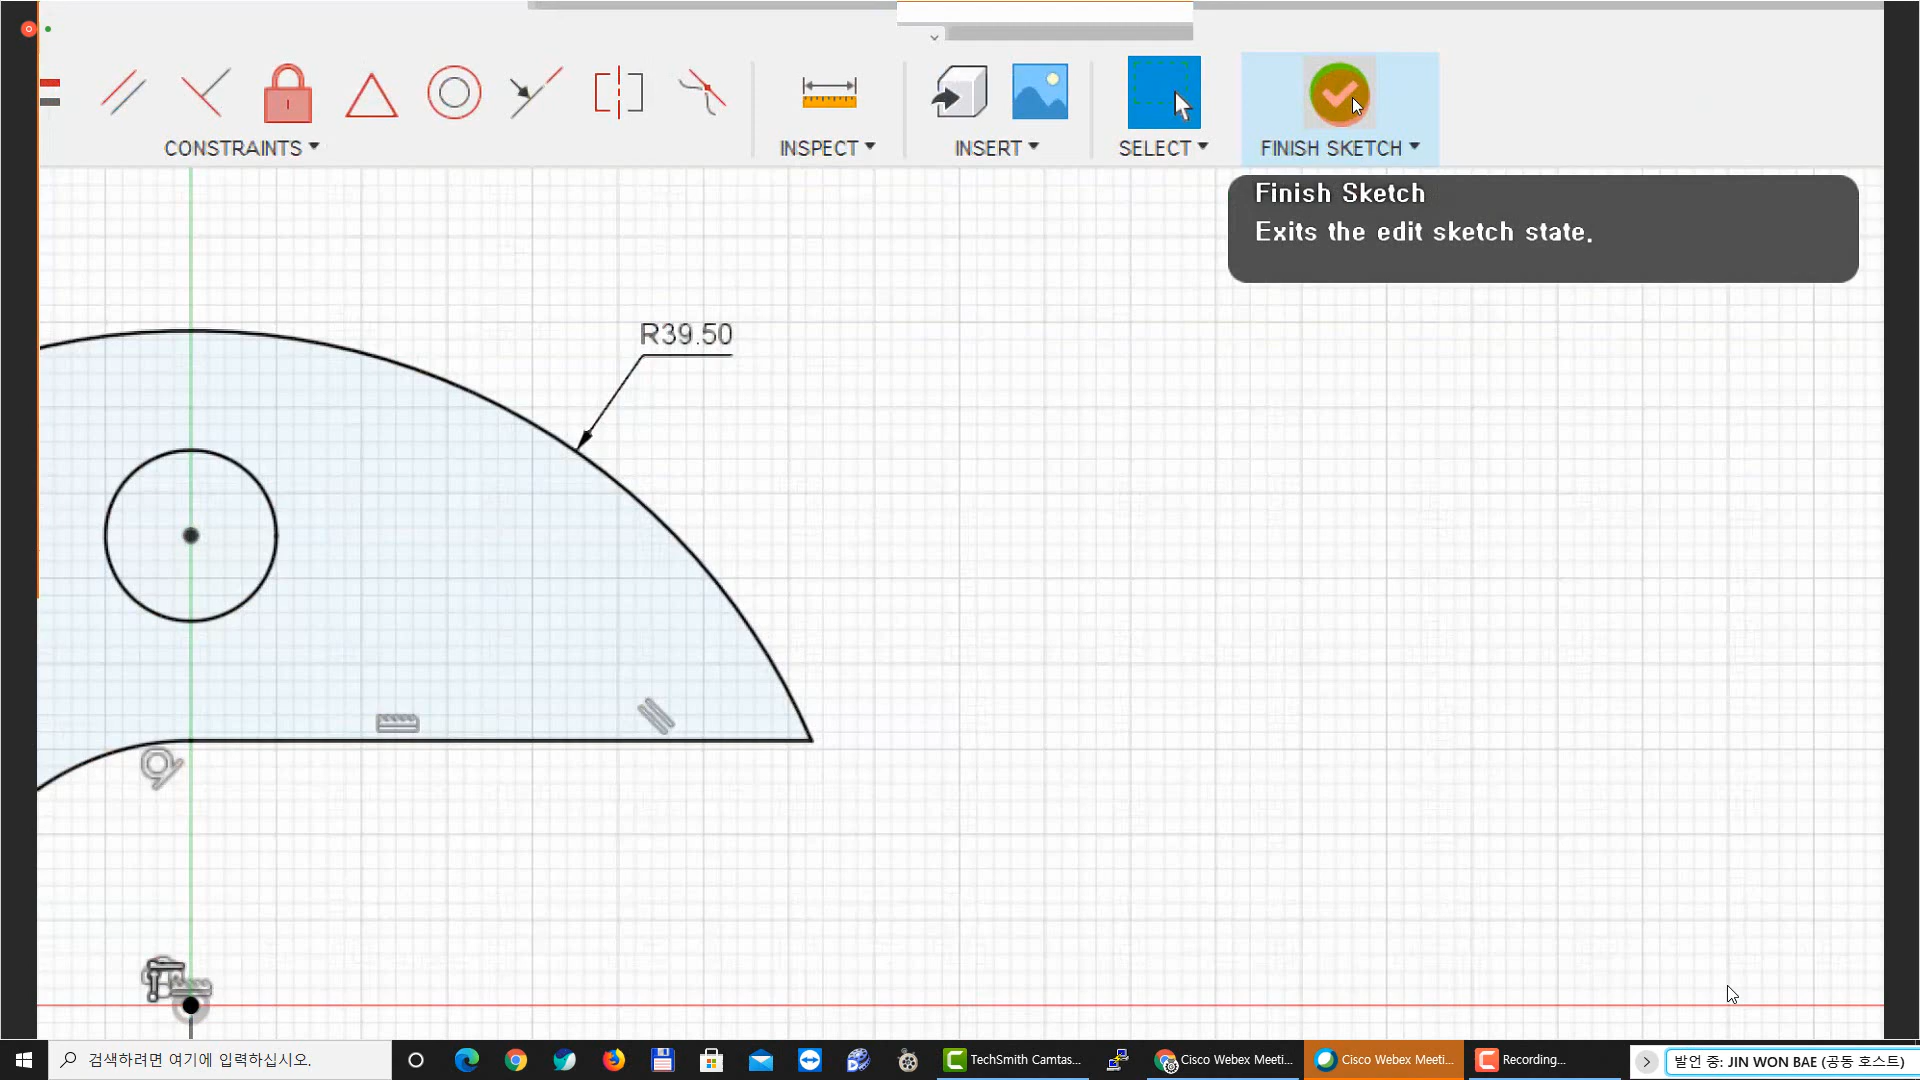 CONSTRAINTS
INSPECT
INSERT
SELECT
FINISH SKETCH
Finish Sketch
Exits the edit sketch state.
R39.50
검색하려면 여기에 입력하십시오.
TechSmith Camtas...
Cisco Webex Meeti...
Cisco Webex Meeti...
Recording...
발언 중: JIN WON BAE (공동 호스트)